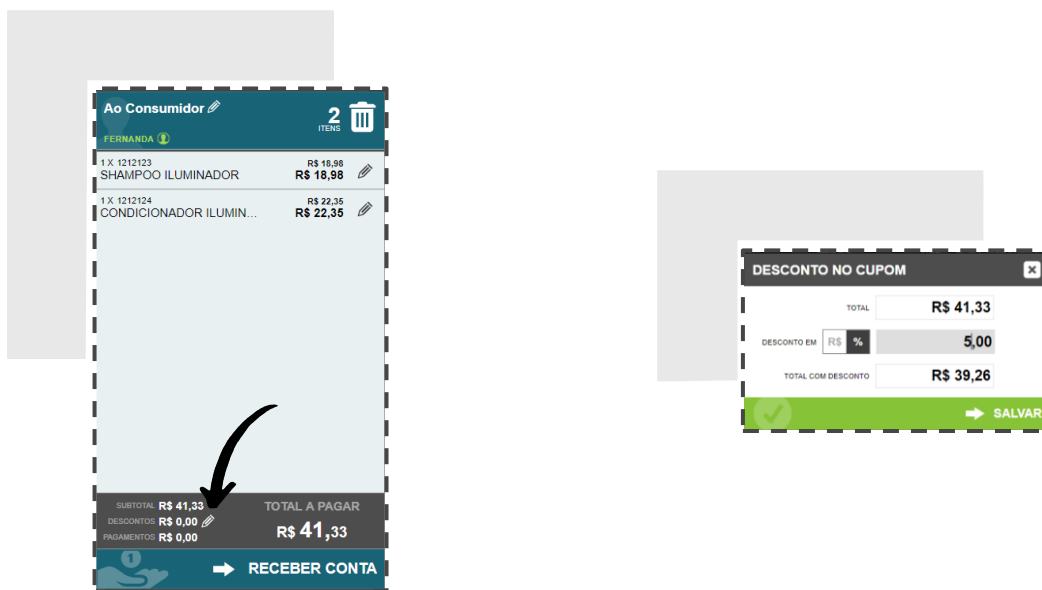 Ao Consumidor
2
ITENS
FERNANDA
1 X 1212123 R$ 18,98
SHAMPOO ILUMINADOR R$ 18,98
1 X 1212124 R$ 22,35
CONDICIONADOR ILUMIN... R$ 22,35
SUBTOTAL R$ 41,33
DESCONTOS R$ 0,00
PAGAMENTOS R$ 0,00
TOTAL A PAGAR
R$ 41,33
1
RECEBER CONTA
DESCONTO NO CUPOM
TOTAL R$ 41,33
DESCONTO EM R$ % 5,00
TOTAL COM DESCONTO R$ 39,26
SALVAR